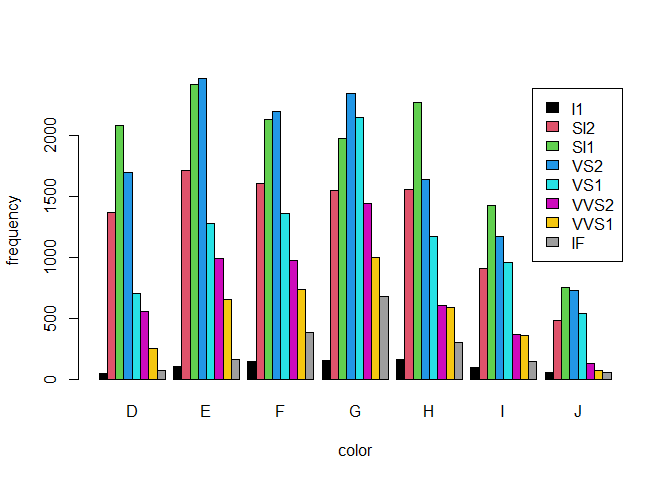 frequency
2000
1500
1000
500
0
D E F G H I J
color
I1
SI2
SI1
VS2
VS1
VVS2
VVS1
IF